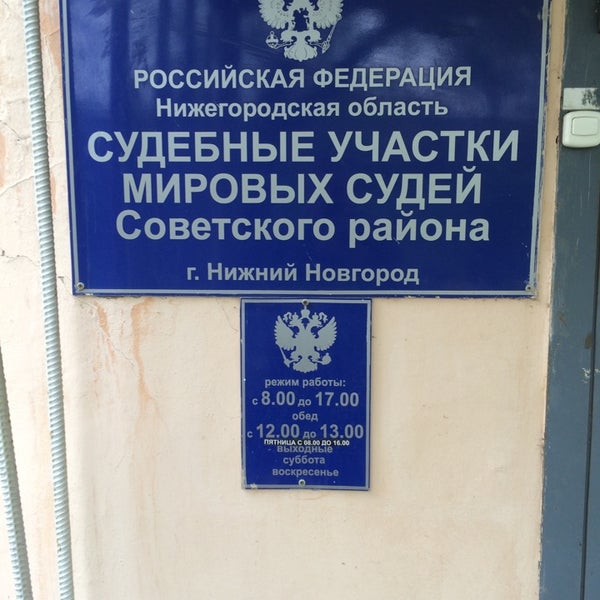 РОССИЙСКАЯ ФЕДЕРАЦИЯ
Нижегородская область
СУДЕБНЫЕ УЧАСТКИ
МИРОВЫХ СУДЕЙ
Советского района
г. Нижний Новгород
режим работы:
с 8.00 до 17.00
обед
с 12.00 до 13.00
ПЯТНИЦА С 08.00 ДО 16.00
выходные
суббота
воскресенье